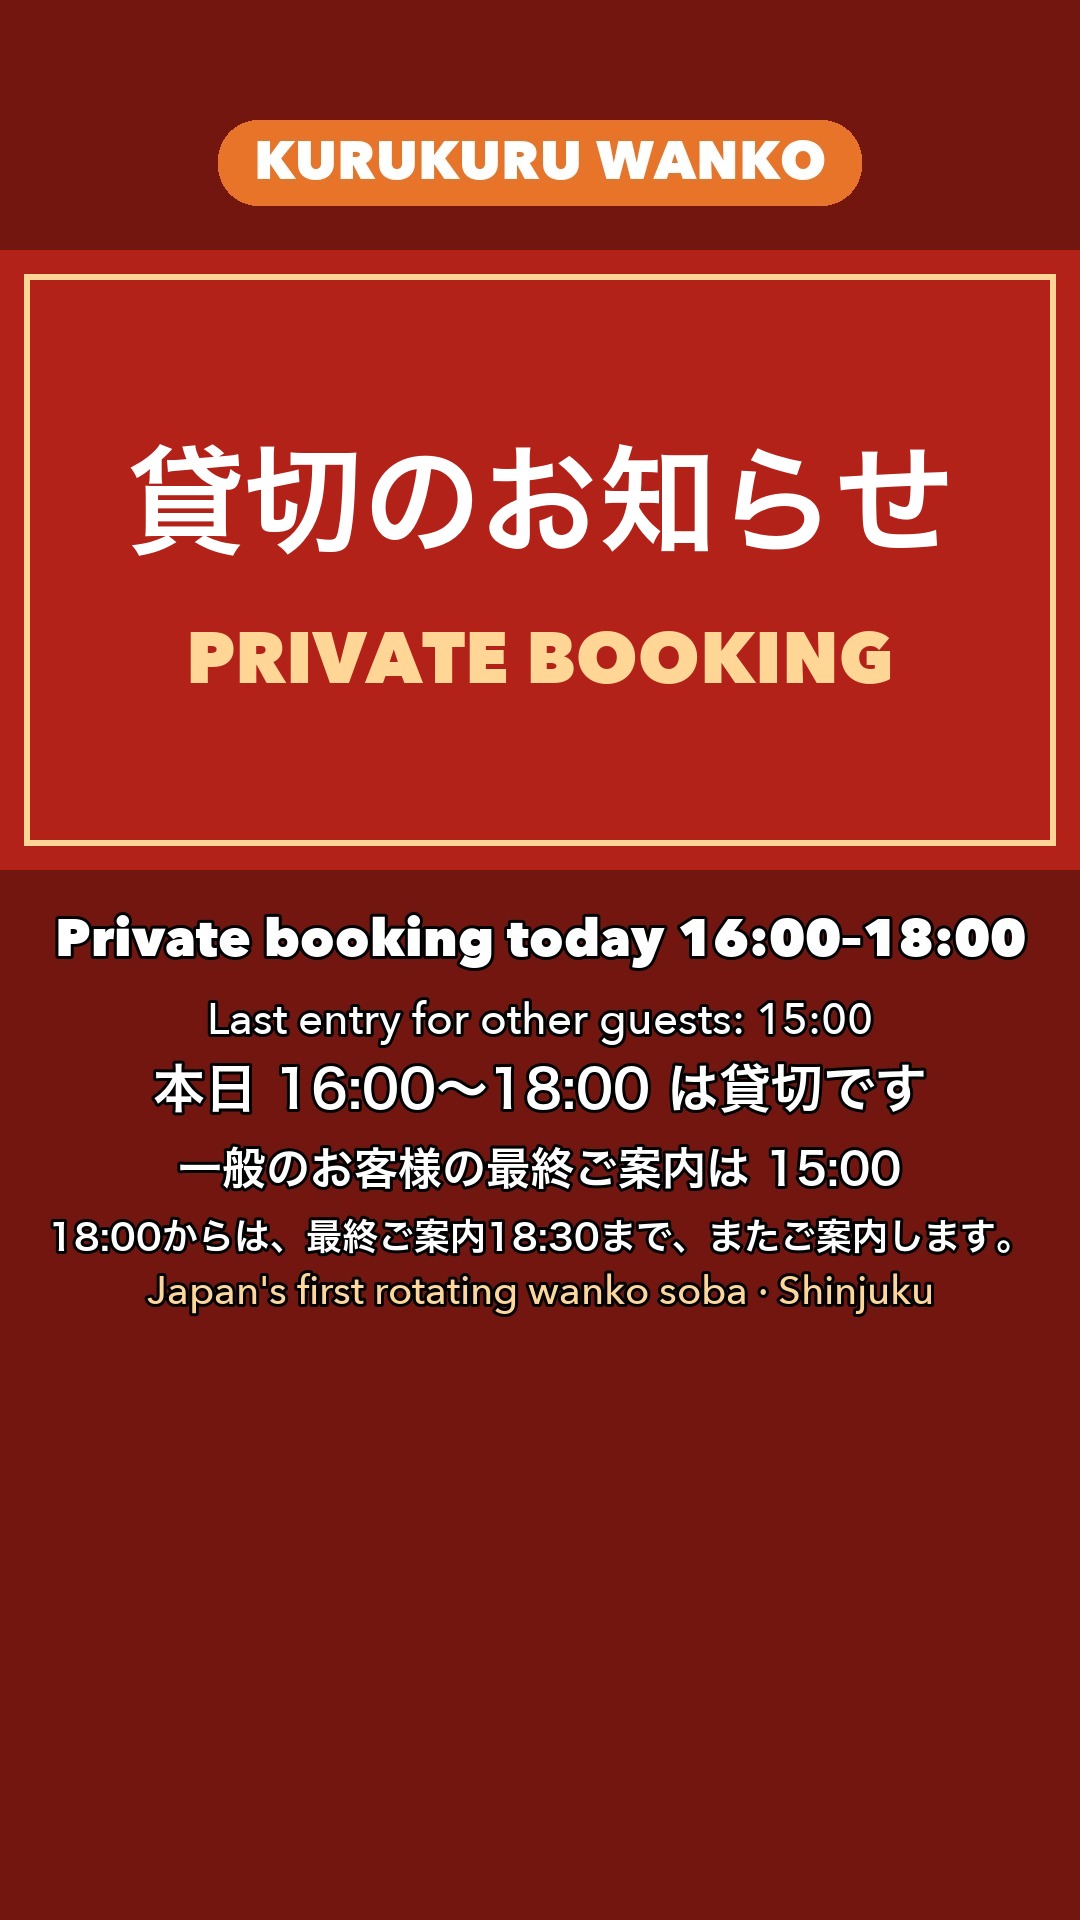 KURUKURU WANKO
貸切のお知らせ
PRIVATE BOOKING
Private booking today 16:00–18:00
Last entry for other guests: 15:00
本日 16:00〜18:00 は貸切です
一般のお客様の最終ご案内は 15:00
18:00からは、最終ご案内18:30まで、またご案内します。
Japan's first rotating wanko soba · Shinjuku